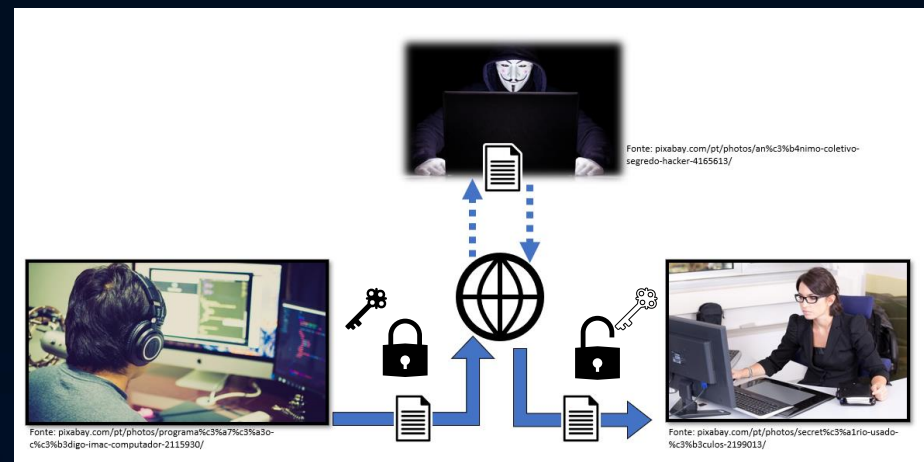 Fonte: pixabay.com/pt/photos/an%c3%b4nimo-coletivo-
segredo-hacker-4165613/
Fonte: pixabay.com/pt/photos/programa%c3%a7%c3%a3o-
c%c3%b3digo-imac-computador-2115930/
Fonte: pixabay.com/pt/photos/secret%c3%a1rio-usado-
%c3%b3culos-2199013/